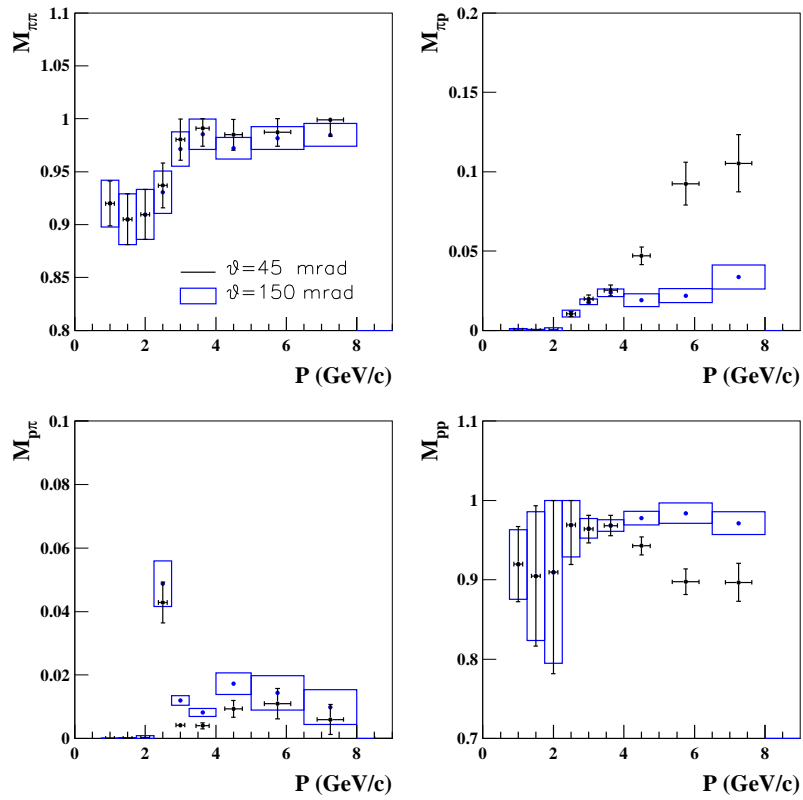 M_ππ
1.1
1.05
1
0.95
0.9
0.85
0.8
ϑ=45 mrad
ϑ=150 mrad
0 2 4 6 8
P (GeV/c)
M_πp
0.2
0.15
0.1
0.05
0
0 2 4 6 8
P (GeV/c)
M_pπ
0.1
0.08
0.06
0.04
0.02
0
0 2 4 6 8
P (GeV/c)
M_pp
1.1
1
0.9
0.8
0.7
0 2 4 6 8
P (GeV/c)